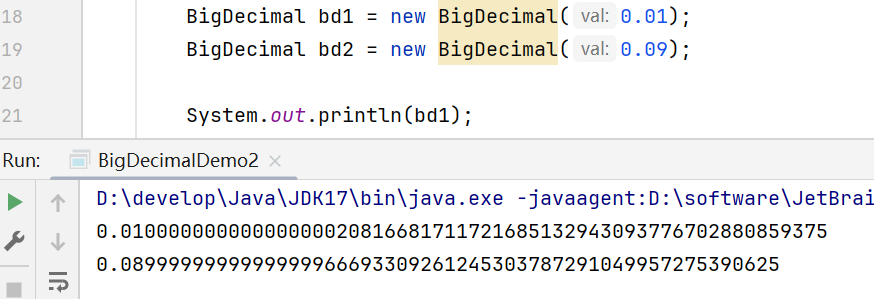 18 BigDecimal bd1 = new BigDecimal( val: 0.01);
19 BigDecimal bd2 = new BigDecimal( val: 0.09);
20
21 System.out.println(bd1);
Run: BigDecimalDemo2 ×
D:\develop\Java\JDK17\bin\java.exe -javaagent:D:\software\JetBrai
0.01000000000000000020816681711721685132943093776702880859375
0.0899999999999999966693309261245303787291049957275390625